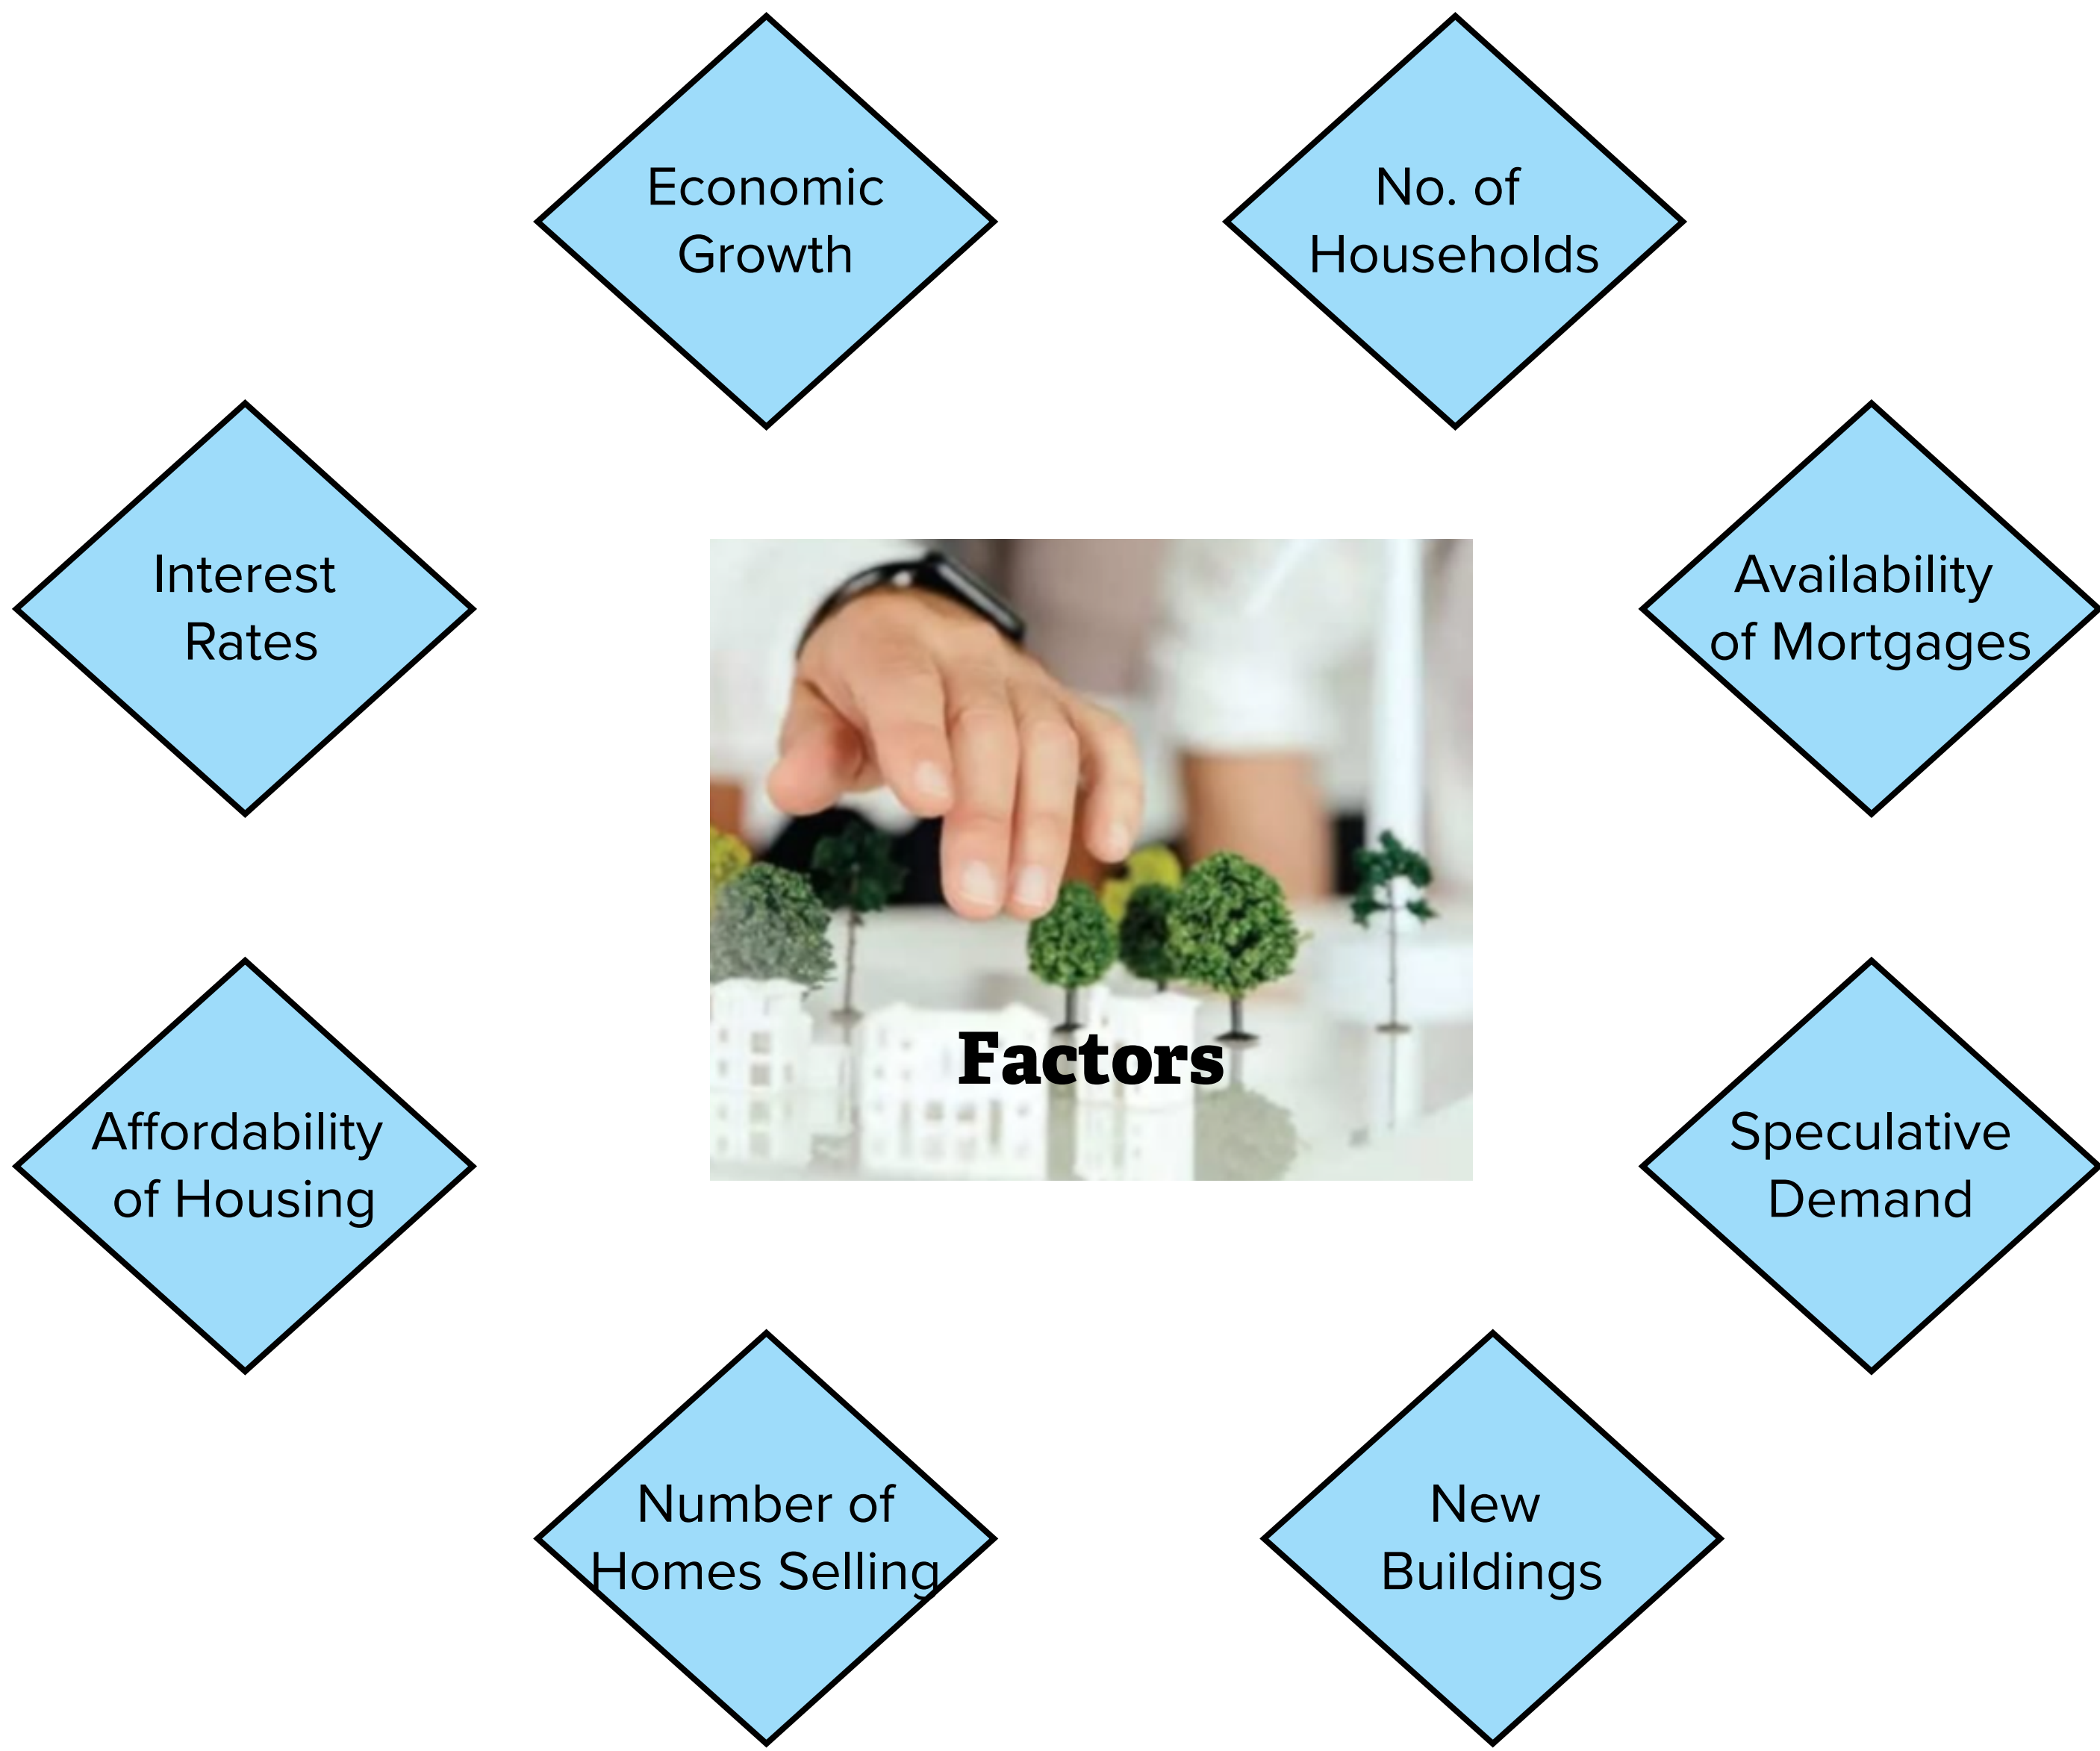 Economic
Growth
No. of
Households
Interest
Rates
Availability
of Mortgages
Factors
Affordability
of Housing
Speculative
Demand
Number of
Homes Selling
New
Buildings